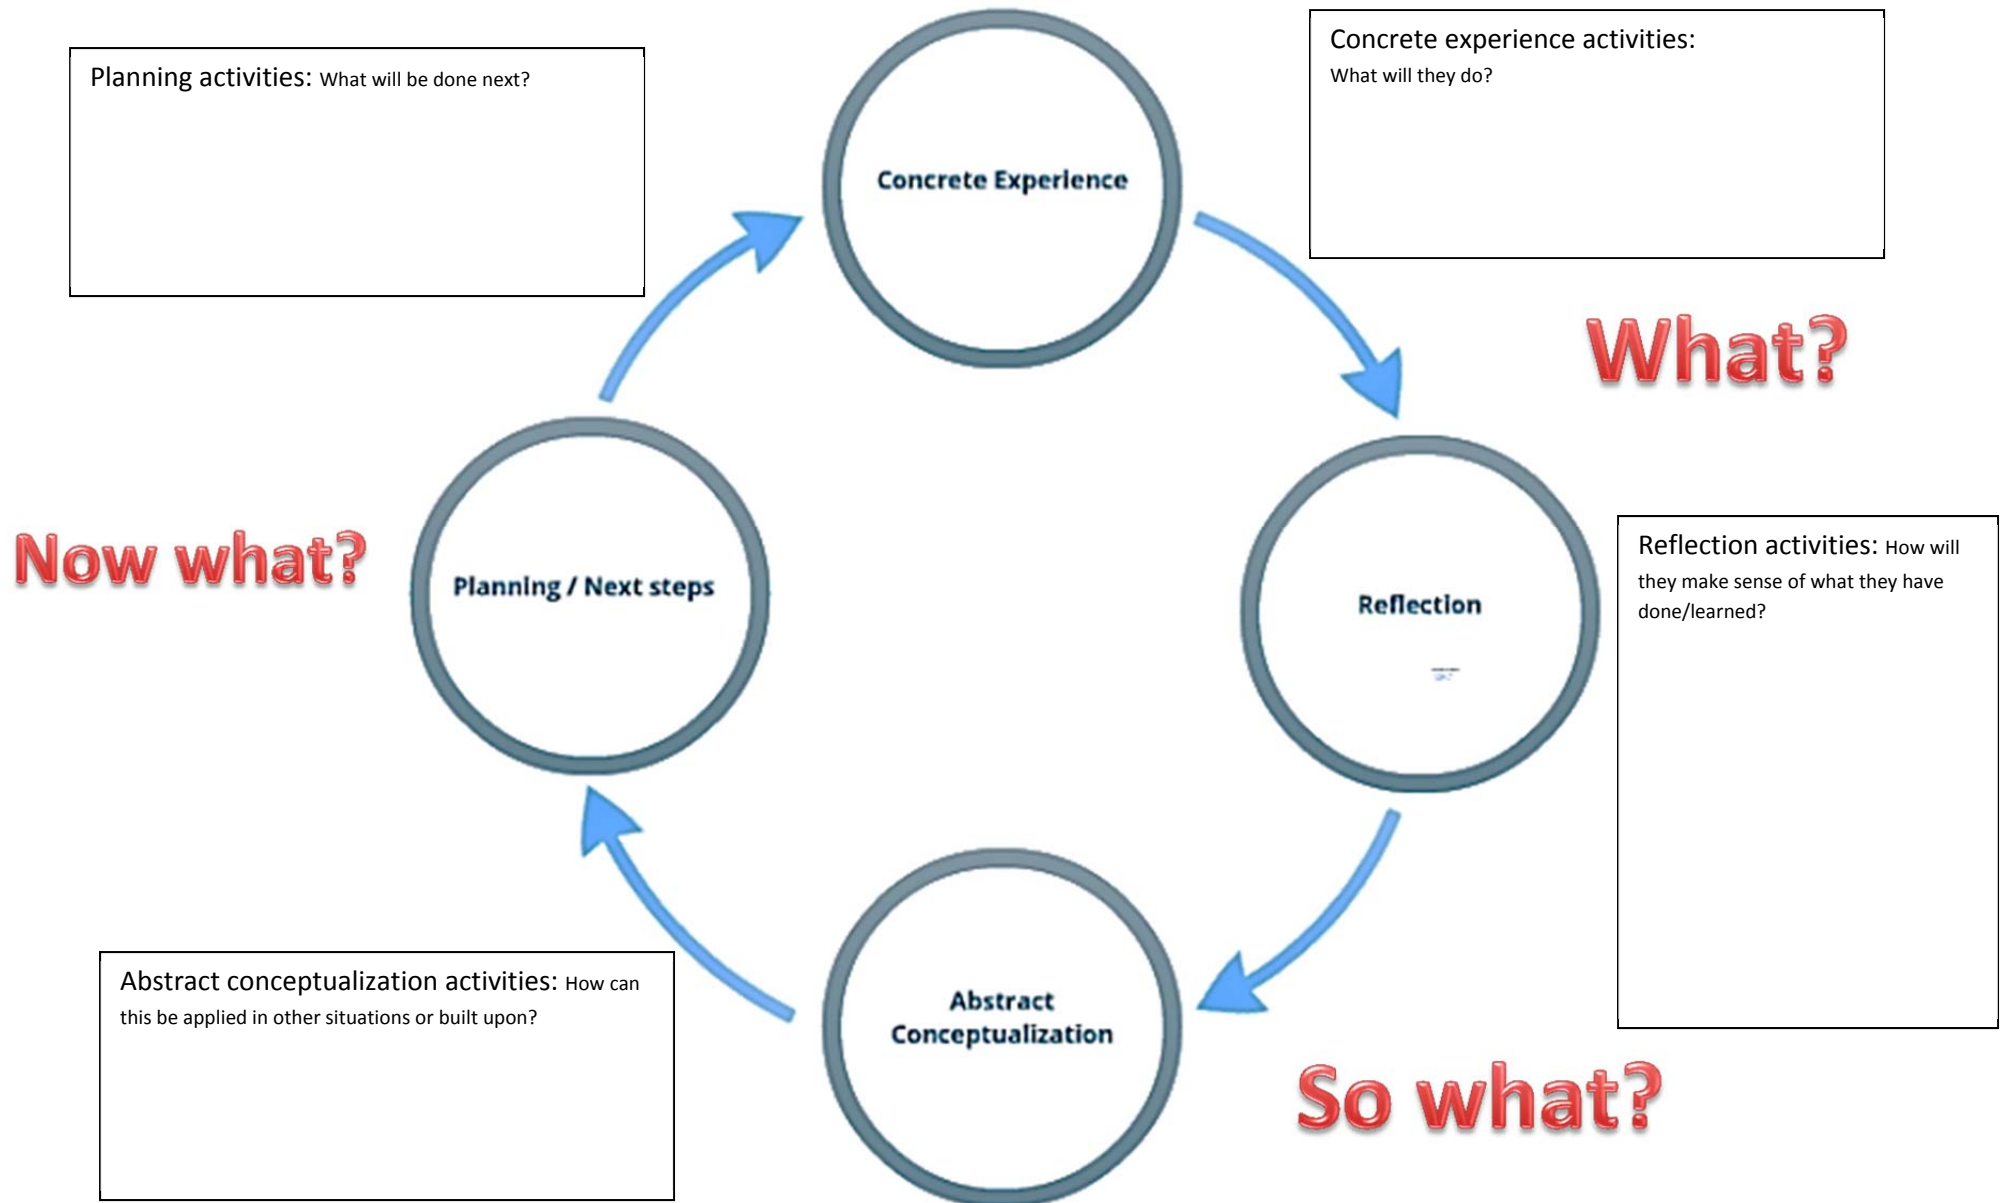 Planning activities: What will be done next?
Concrete Experience
Concrete experience activities:
What will they do?
What?
Now what?
Planning / Next steps
Reflection
Reflection activities: How will
they make sense of what they have
done/learned?
Abstract conceptualization activities: How can
this be applied in other situations or built upon?
Abstract
Conceptualization
So what?